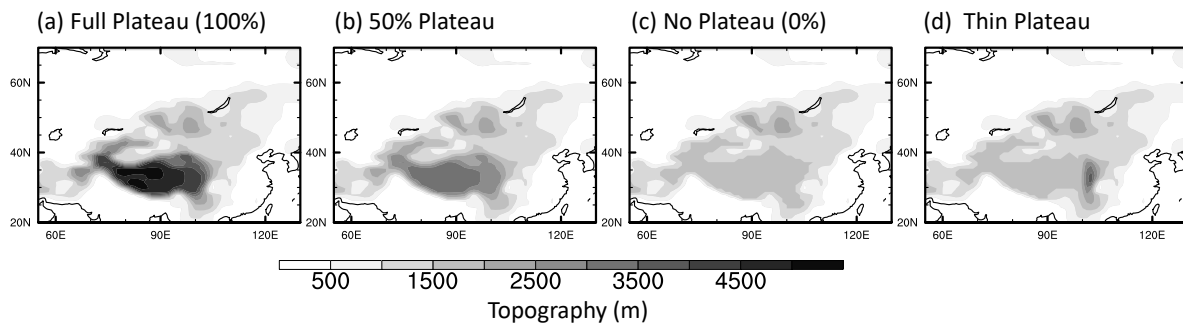 (a) Full Plateau (100%) (b) 50% Plateau (c) No Plateau (0%) (d) Thin Plateau
60N 60N 60N 60N
40N 40N 40N 40N
20N 20N 20N 20N
60E 90E 120E 60E 90E 120E 60E 90E 120E 60E 90E 120E
500 1500 2500 3500 4500
Topography (m)